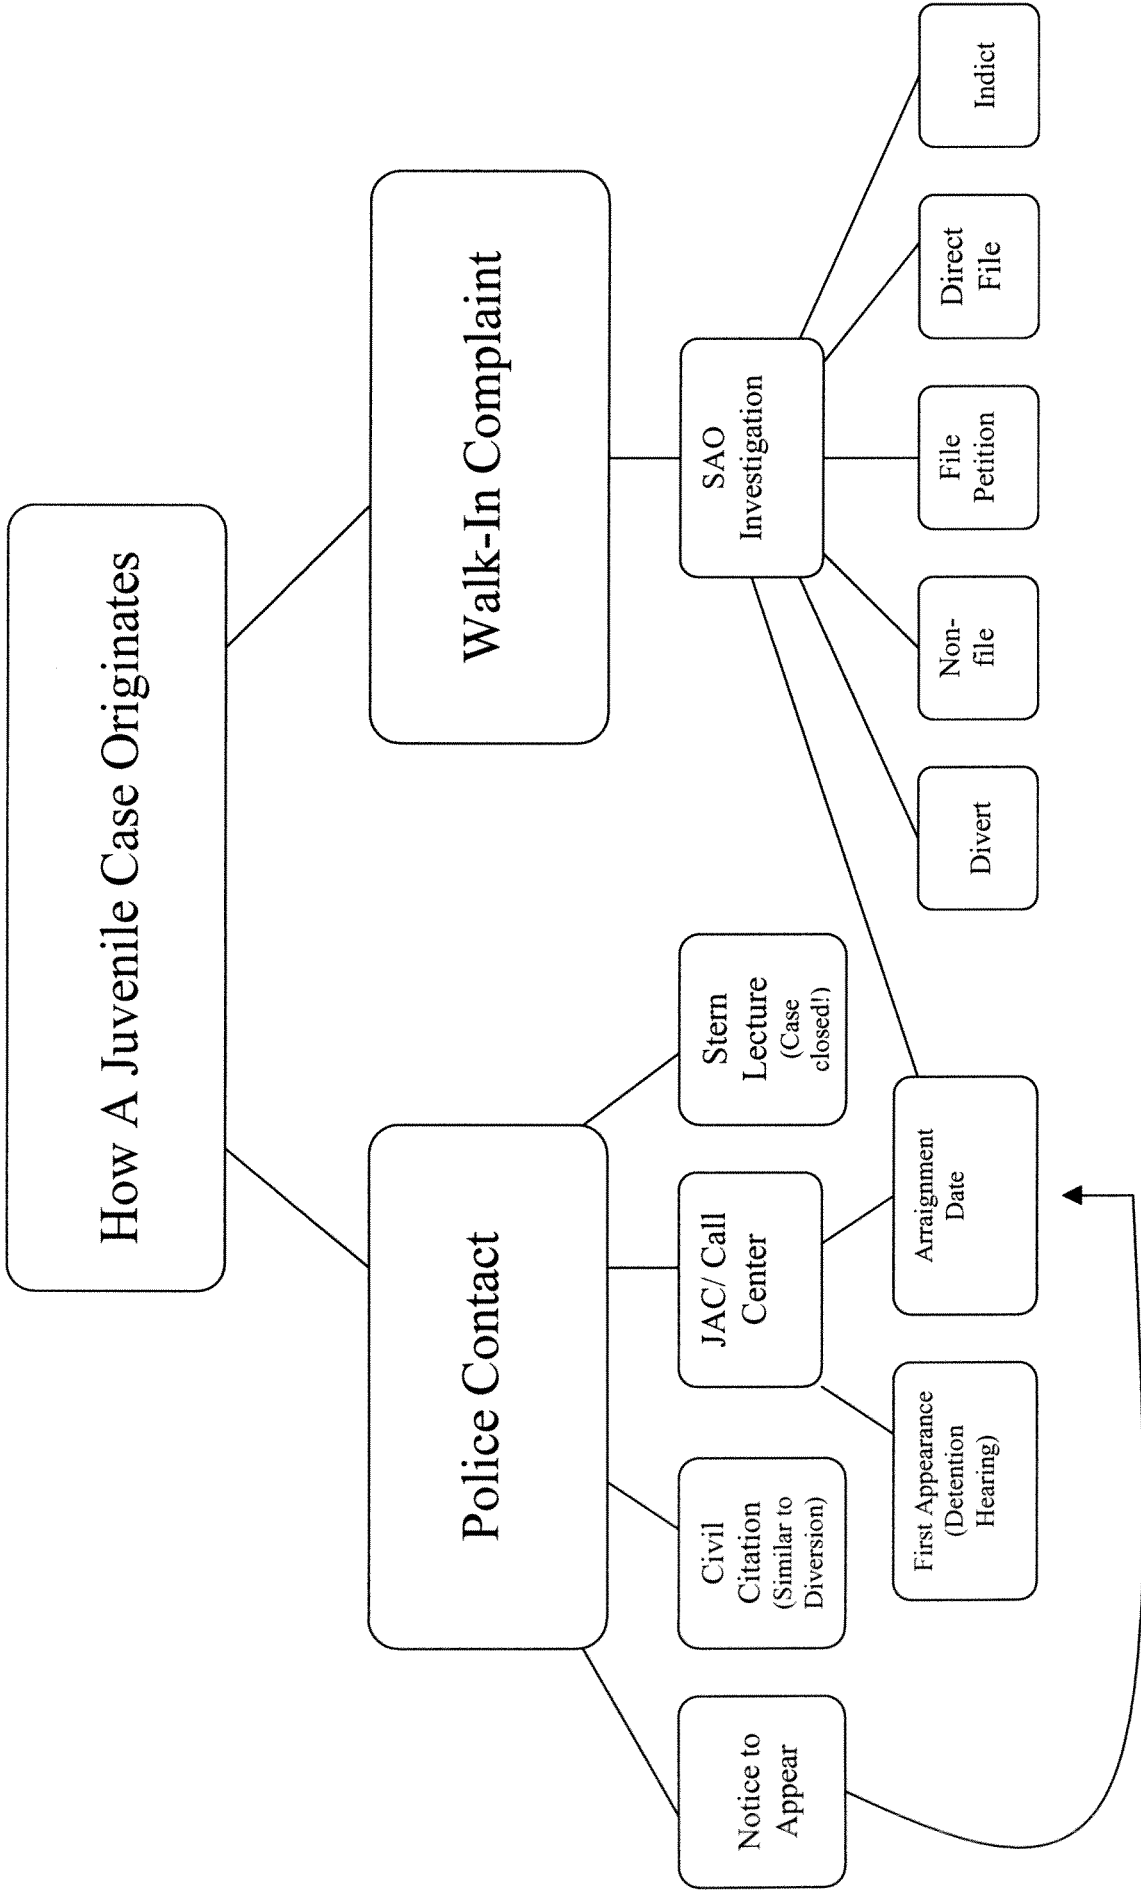 How A Juvenile Case Originates
Police Contact
Walk-In Complaint
Notice to
Appear
Civil
Citation
(Similar to
Diversion)
JAC/ Call
Center
Stern
Lecture
(Case
closed!)
SAO
Investigation
First Appearance
(Detention
Hearing)
Arraignment
Date
Divert
Non-
file
File
Petition
Direct
File
Indict